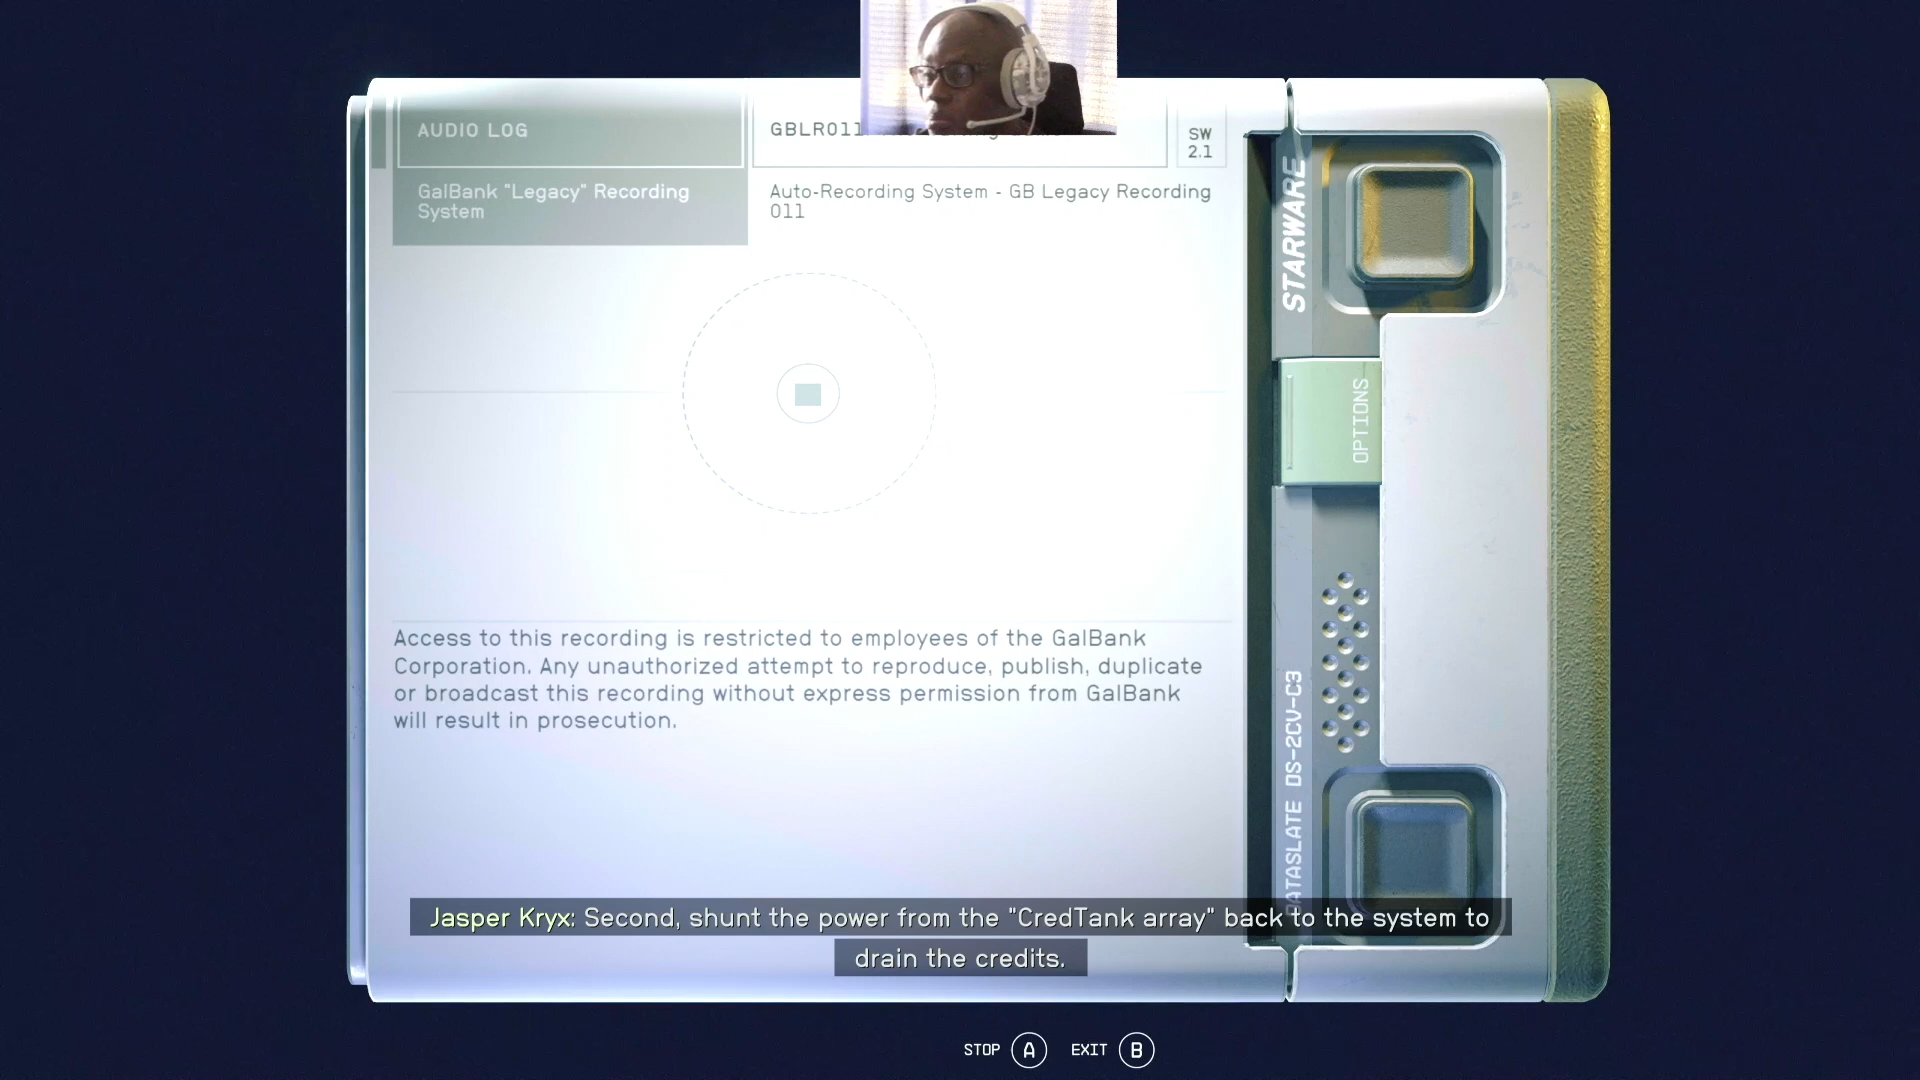 AUDIO LOG
GBLR011
SW
2.1
GalBank "Legacy" Recording
System
Auto-Recording System - GB Legacy Recording
011
STARWARE
OPTIONS
Access to this recording is restricted to employees of the GalBank
Corporation. Any unauthorized attempt to reproduce, publish, duplicate
or broadcast this recording without express permission from GalBank
will result in prosecution.
DATASLATE DS-2CV-C3
Jasper Kryx: Second, shunt the power from the "CredTank array" back to the system to
drain the credits.
STOP A EXIT B